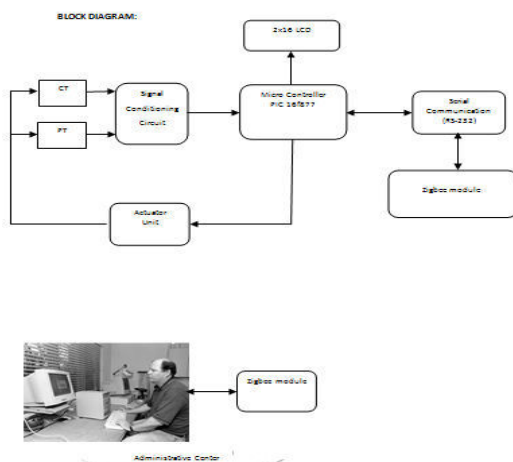 BLOCK DIAGRAM:
2x16 LCD
CT
Signal
Conditioning
Circuit
Micro Controller
PIC 16f877
Serial
Communication
(RS-232)
PT
Zigbee module
Actuator
Unit
Zigbee module
Administrative Center